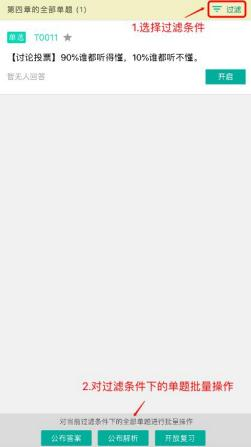 第四章的全部单题 (1) 过滤
1.选择过滤条件
单选 T0011
【讨论投票】90%谁都听得懂，10%谁都听不懂。
暂无人回答 开启
2.对过滤条件下的单题批量操作
对当前过滤条件下的全部单题进行批量操作
公布答案 公布解析 开放复习